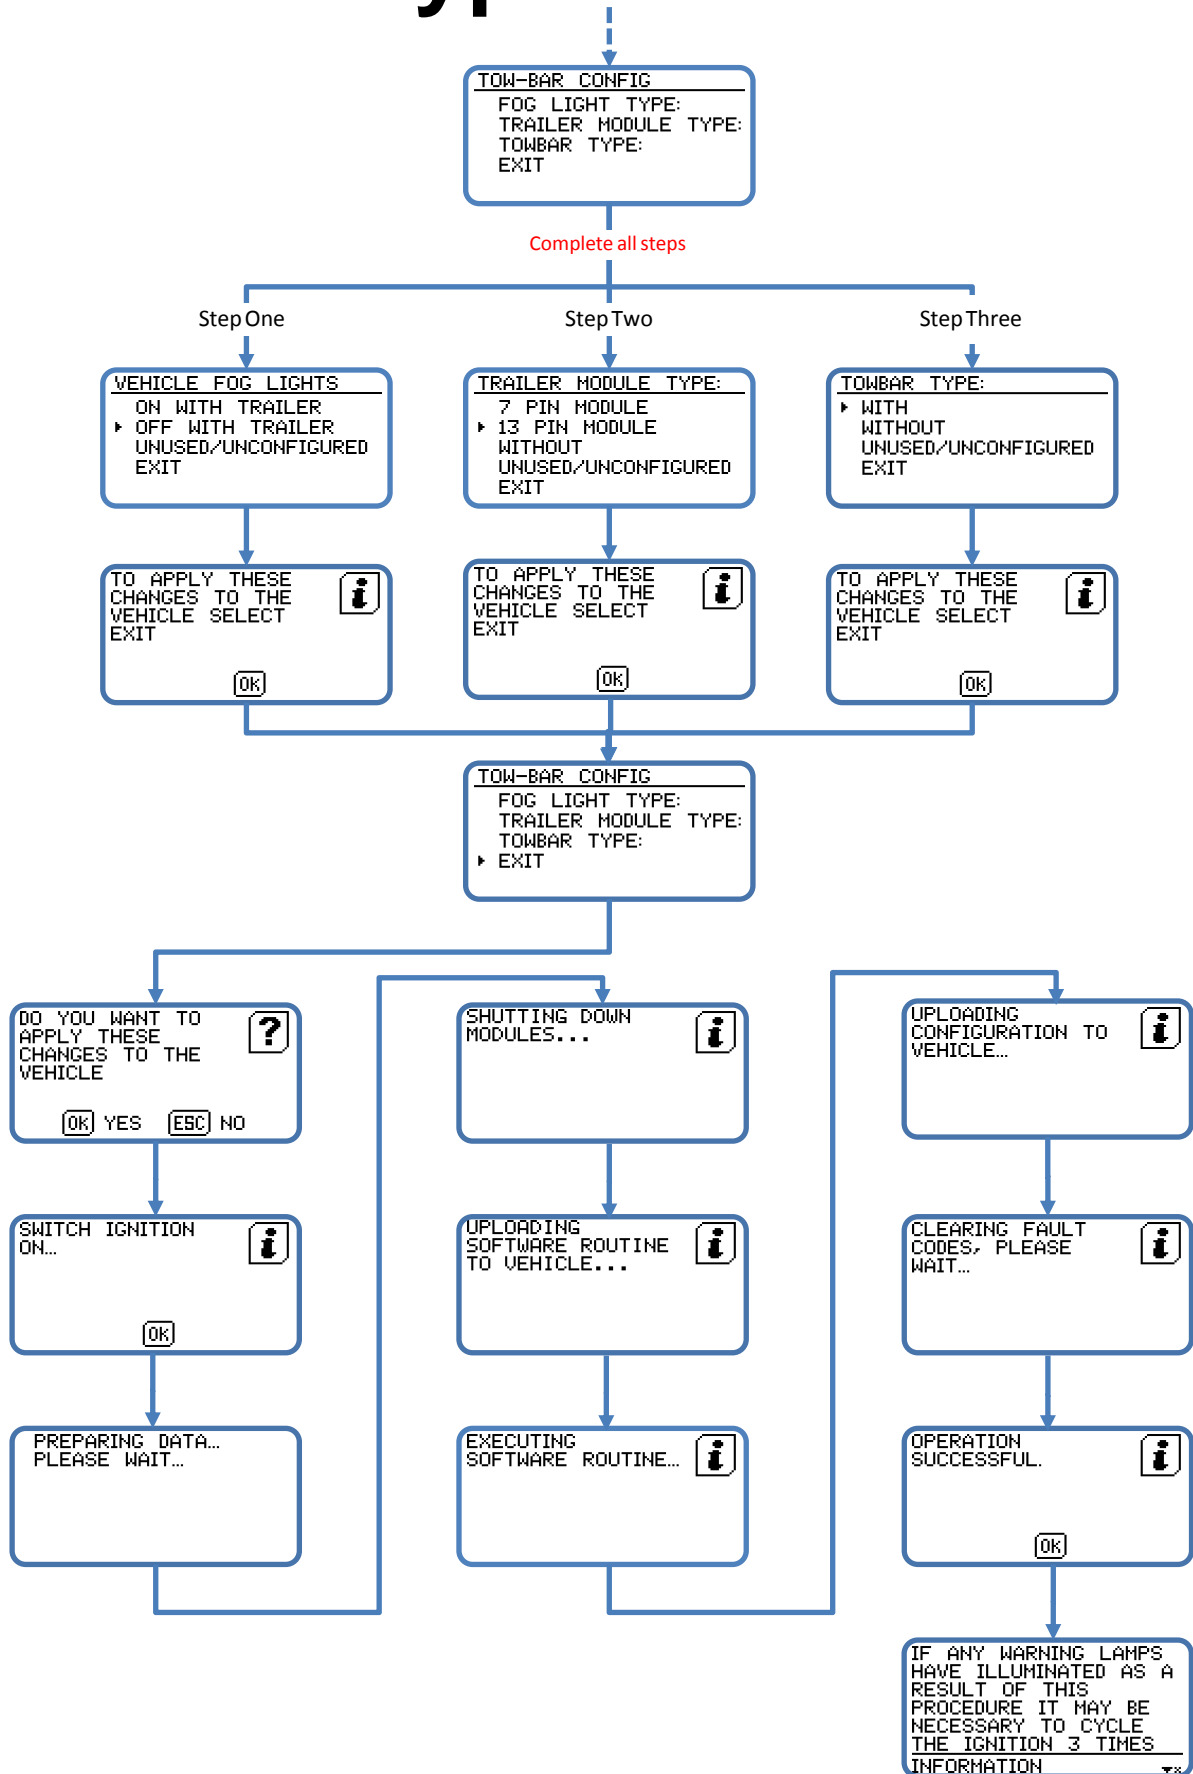 TOW-BAR CONFIG
FOG LIGHT TYPE:
TRAILER MODULE TYPE:
TOWBAR TYPE:
EXIT
Complete all steps
Step One
Step Two
Step Three
VEHICLE FOG LIGHTS
ON WITH TRAILER
OFF WITH TRAILER
UNUSED/UNCONFIGURED
EXIT
TRAILER MODULE TYPE:
7 PIN MODULE
13 PIN MODULE
WITHOUT
UNUSED/UNCONFIGURED
EXIT
TOWBAR TYPE:
WITH
WITHOUT
UNUSED/UNCONFIGURED
EXIT
TO APPLY THESE
CHANGES TO THE
VEHICLE SELECT
EXIT
i
OK
TO APPLY THESE
CHANGES TO THE
VEHICLE SELECT
EXIT
i
OK
TO APPLY THESE
CHANGES TO THE
VEHICLE SELECT
EXIT
i
OK
TOW-BAR CONFIG
FOG LIGHT TYPE:
TRAILER MODULE TYPE:
TOWBAR TYPE:
EXIT
DO YOU WANT TO
APPLY THESE
CHANGES TO THE
VEHICLE
?
OK YES ESC NO
SWITCH IGNITION
ON...
i
OK
PREPARING DATA...
PLEASE WAIT...
SHUTTING DOWN
MODULES...
i
UPLOADING
SOFTWARE ROUTINE
TO VEHICLE...
i
EXECUTING
SOFTWARE ROUTINE...
i
UPLOADING
CONFIGURATION TO
VEHICLE...
i
CLEARING FAULT
CODES, PLEASE
WAIT...
i
OPERATION
SUCCESSFUL.
i
OK
IF ANY WARNING LAMPS
HAVE ILLUMINATED AS A
RESULT OF THIS
PROCEDURE IT MAY BE
NECESSARY TO CYCLE
THE IGNITION 3 TIMES
INFORMATION